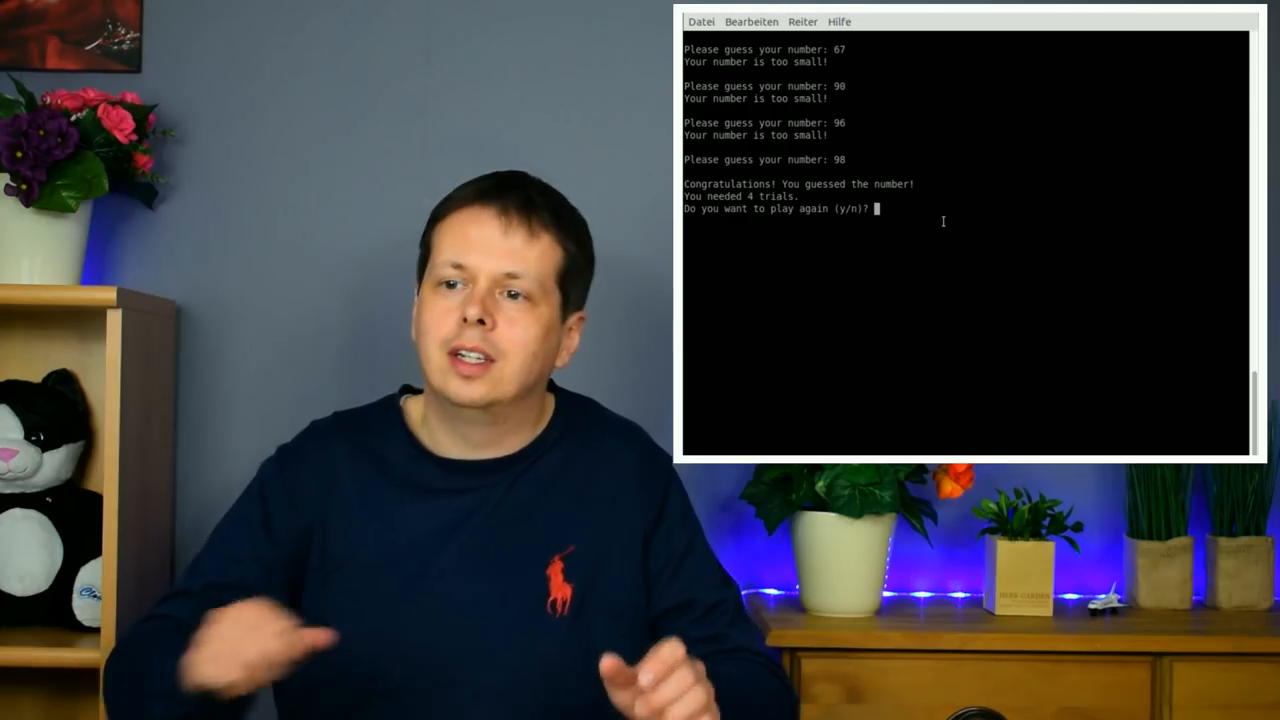 Datei Bearbeiten Reiter Hilfe
Please guess your number: 67
Your number is too small!
Please guess your number: 90
Your number is too small!
Please guess your number: 96
Your number is too small!
Please guess your number: 98
Congratulations! You guessed the number!
You needed 4 trials.
Do you want to play again (y/n)?
HERB GARDEN